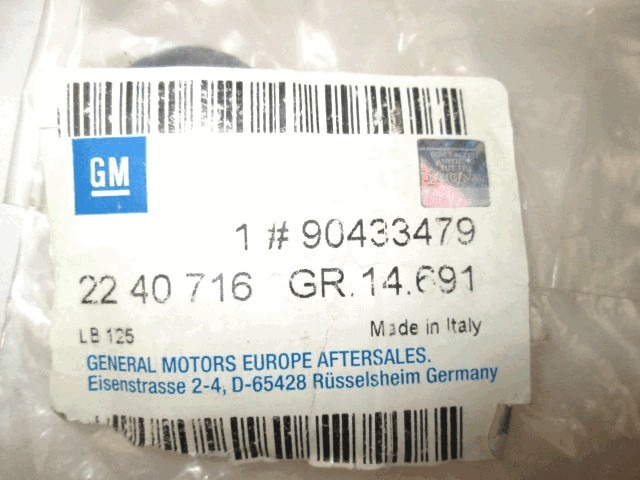 GM
1 # 90433479
22 40 716 GR.14.691
LB 125
Made in Italy
GENERAL MOTORS EUROPE AFTERSALES.
Eisenstrasse 2-4, D-65428 Rüsselsheim Germany